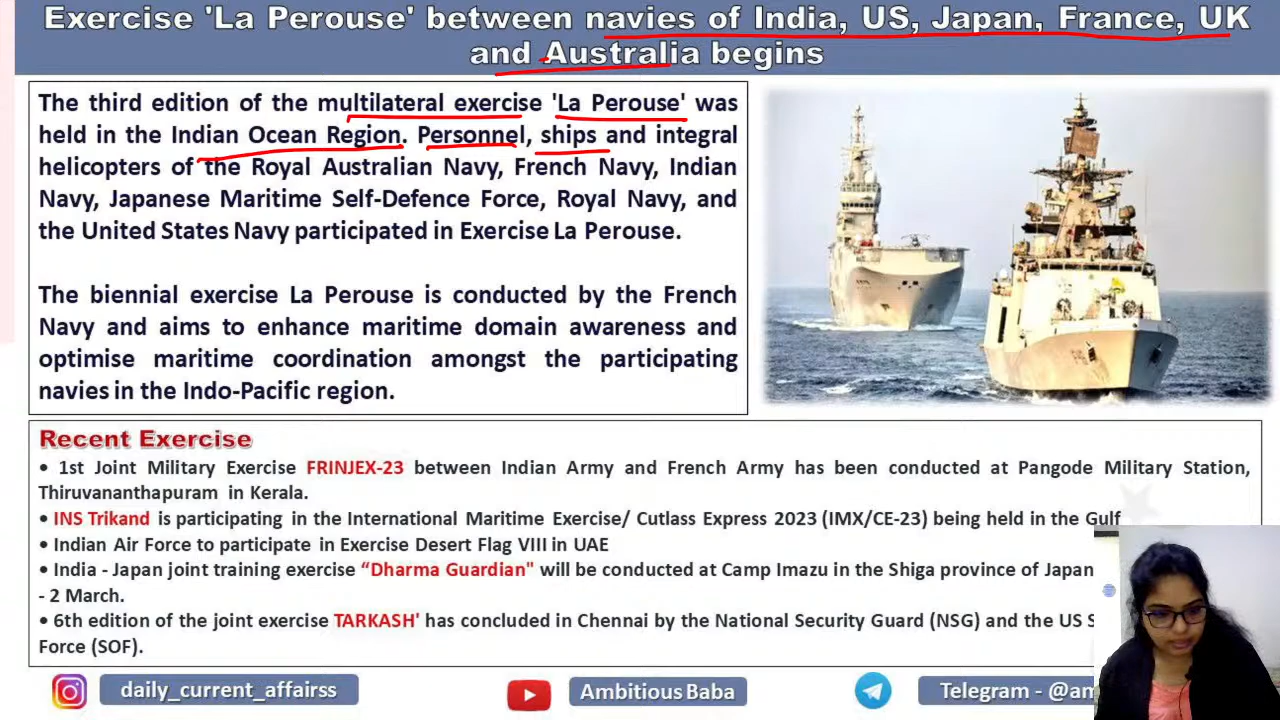 Exercise 'La Perouse' between navies of India, US, Japan, France, UK
and Australia begins
The third edition of the multilateral exercise 'La Perouse' was
held in the Indian Ocean Region. Personnel, ships and integral
helicopters of the Royal Australian Navy, French Navy, Indian
Navy, Japanese Maritime Self-Defence Force, Royal Navy, and
the United States Navy participated in Exercise La Perouse.
The biennial exercise La Perouse is conducted by the French
Navy and aims to enhance maritime domain awareness and
optimise maritime coordination amongst the participating
navies in the Indo-Pacific region.
Recent Exercise
• 1st Joint Military Exercise FRINJEX-23 between Indian Army and French Army has been conducted at Pangode Military Station,
Thiruvananthapuram in Kerala.
• INS Trikand is participating in the International Maritime Exercise/ Cutlass Express 2023 (IMX/CE-23) being held in the Gulf
• Indian Air Force to participate in Exercise Desert Flag VIII in UAE
• India - Japan joint training exercise “Dharma Guardian" will be conducted at Camp Imazu in the Shiga province of Japan
- 2 March.
• 6th edition of the joint exercise TARKASH' has concluded in Chennai by the National Security Guard (NSG) and the US S
Force (SOF).
daily_current_affairss
Ambitious Baba
Telegram - @am